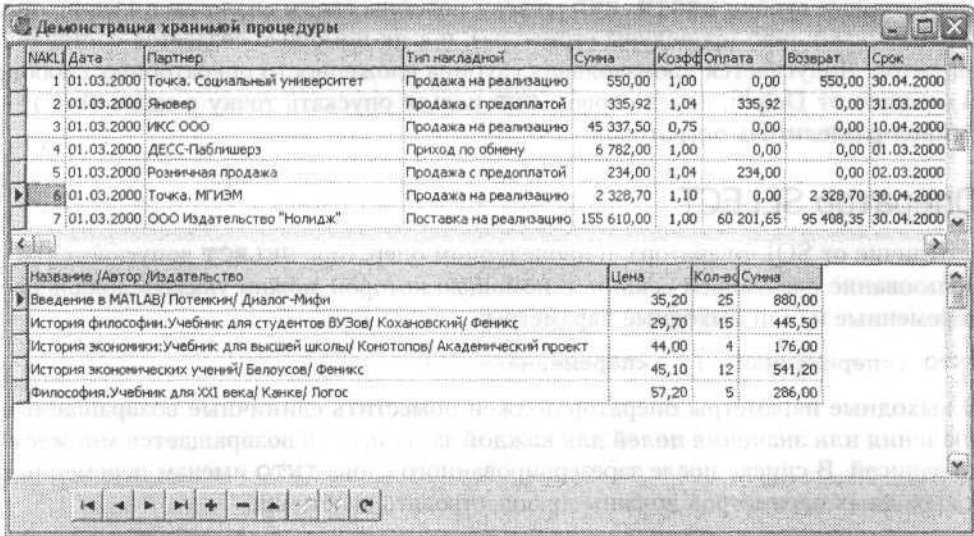 Демонстрация хранимой процедуры
NAKLI Дата Партнер Тип накладной Сумма Коэфф Оплата Возврат Срок
1 01.03.2000 Точка. Социальный университет Продажа на реализацию 550,00 1,00 0,00 550,00 30.04.2000
2 01.03.2000 Яновер Продажа с предоплатой 335,92 1,04 335,92 0,00 31.03.2000
3 01.03.2000 ИКС ООО Продажа на реализацию 45 337,50 0,75 0,00 0,00 10.04.2000
4 01.03.2000 ДЕСС-Паблишерз Приход по обмену 6 782,00 1,00 0,00 0,00 01.03.2000
5 01.03.2000 Розничная продажа Продажа с предоплатой 234,00 1,04 234,00 0,00 02.03.2000
6 01.03.2000 Точка. МГИЭМ Продажа на реализацию 2 328,70 1,10 0,00 2 328,70 30.04.2000
7 01.03.2000 ООО Издательство "Нолидж" Поставка на реализацию 155 610,00 1,00 60 201,65 95 408,35 30.04.2000
Название /Автор /Издательство Цена Кол-во Сумма
Введение в MATLAB/ Потемкин/ Диалог-Мифи 35,20 25 880,00
История философии.Учебник для студентов ВУЗов/ Кохановский/ Феникс 29,70 15 445,50
История экономики:Учебник для высшей школы/ Конотопов/ Академический проект 44,00 4 176,00
История экономических учений/ Белоусов/ Феникс 45,10 12 541,20
Философия.Учебник для XXI века/ Канке/ Логос 57,20 5 286,00